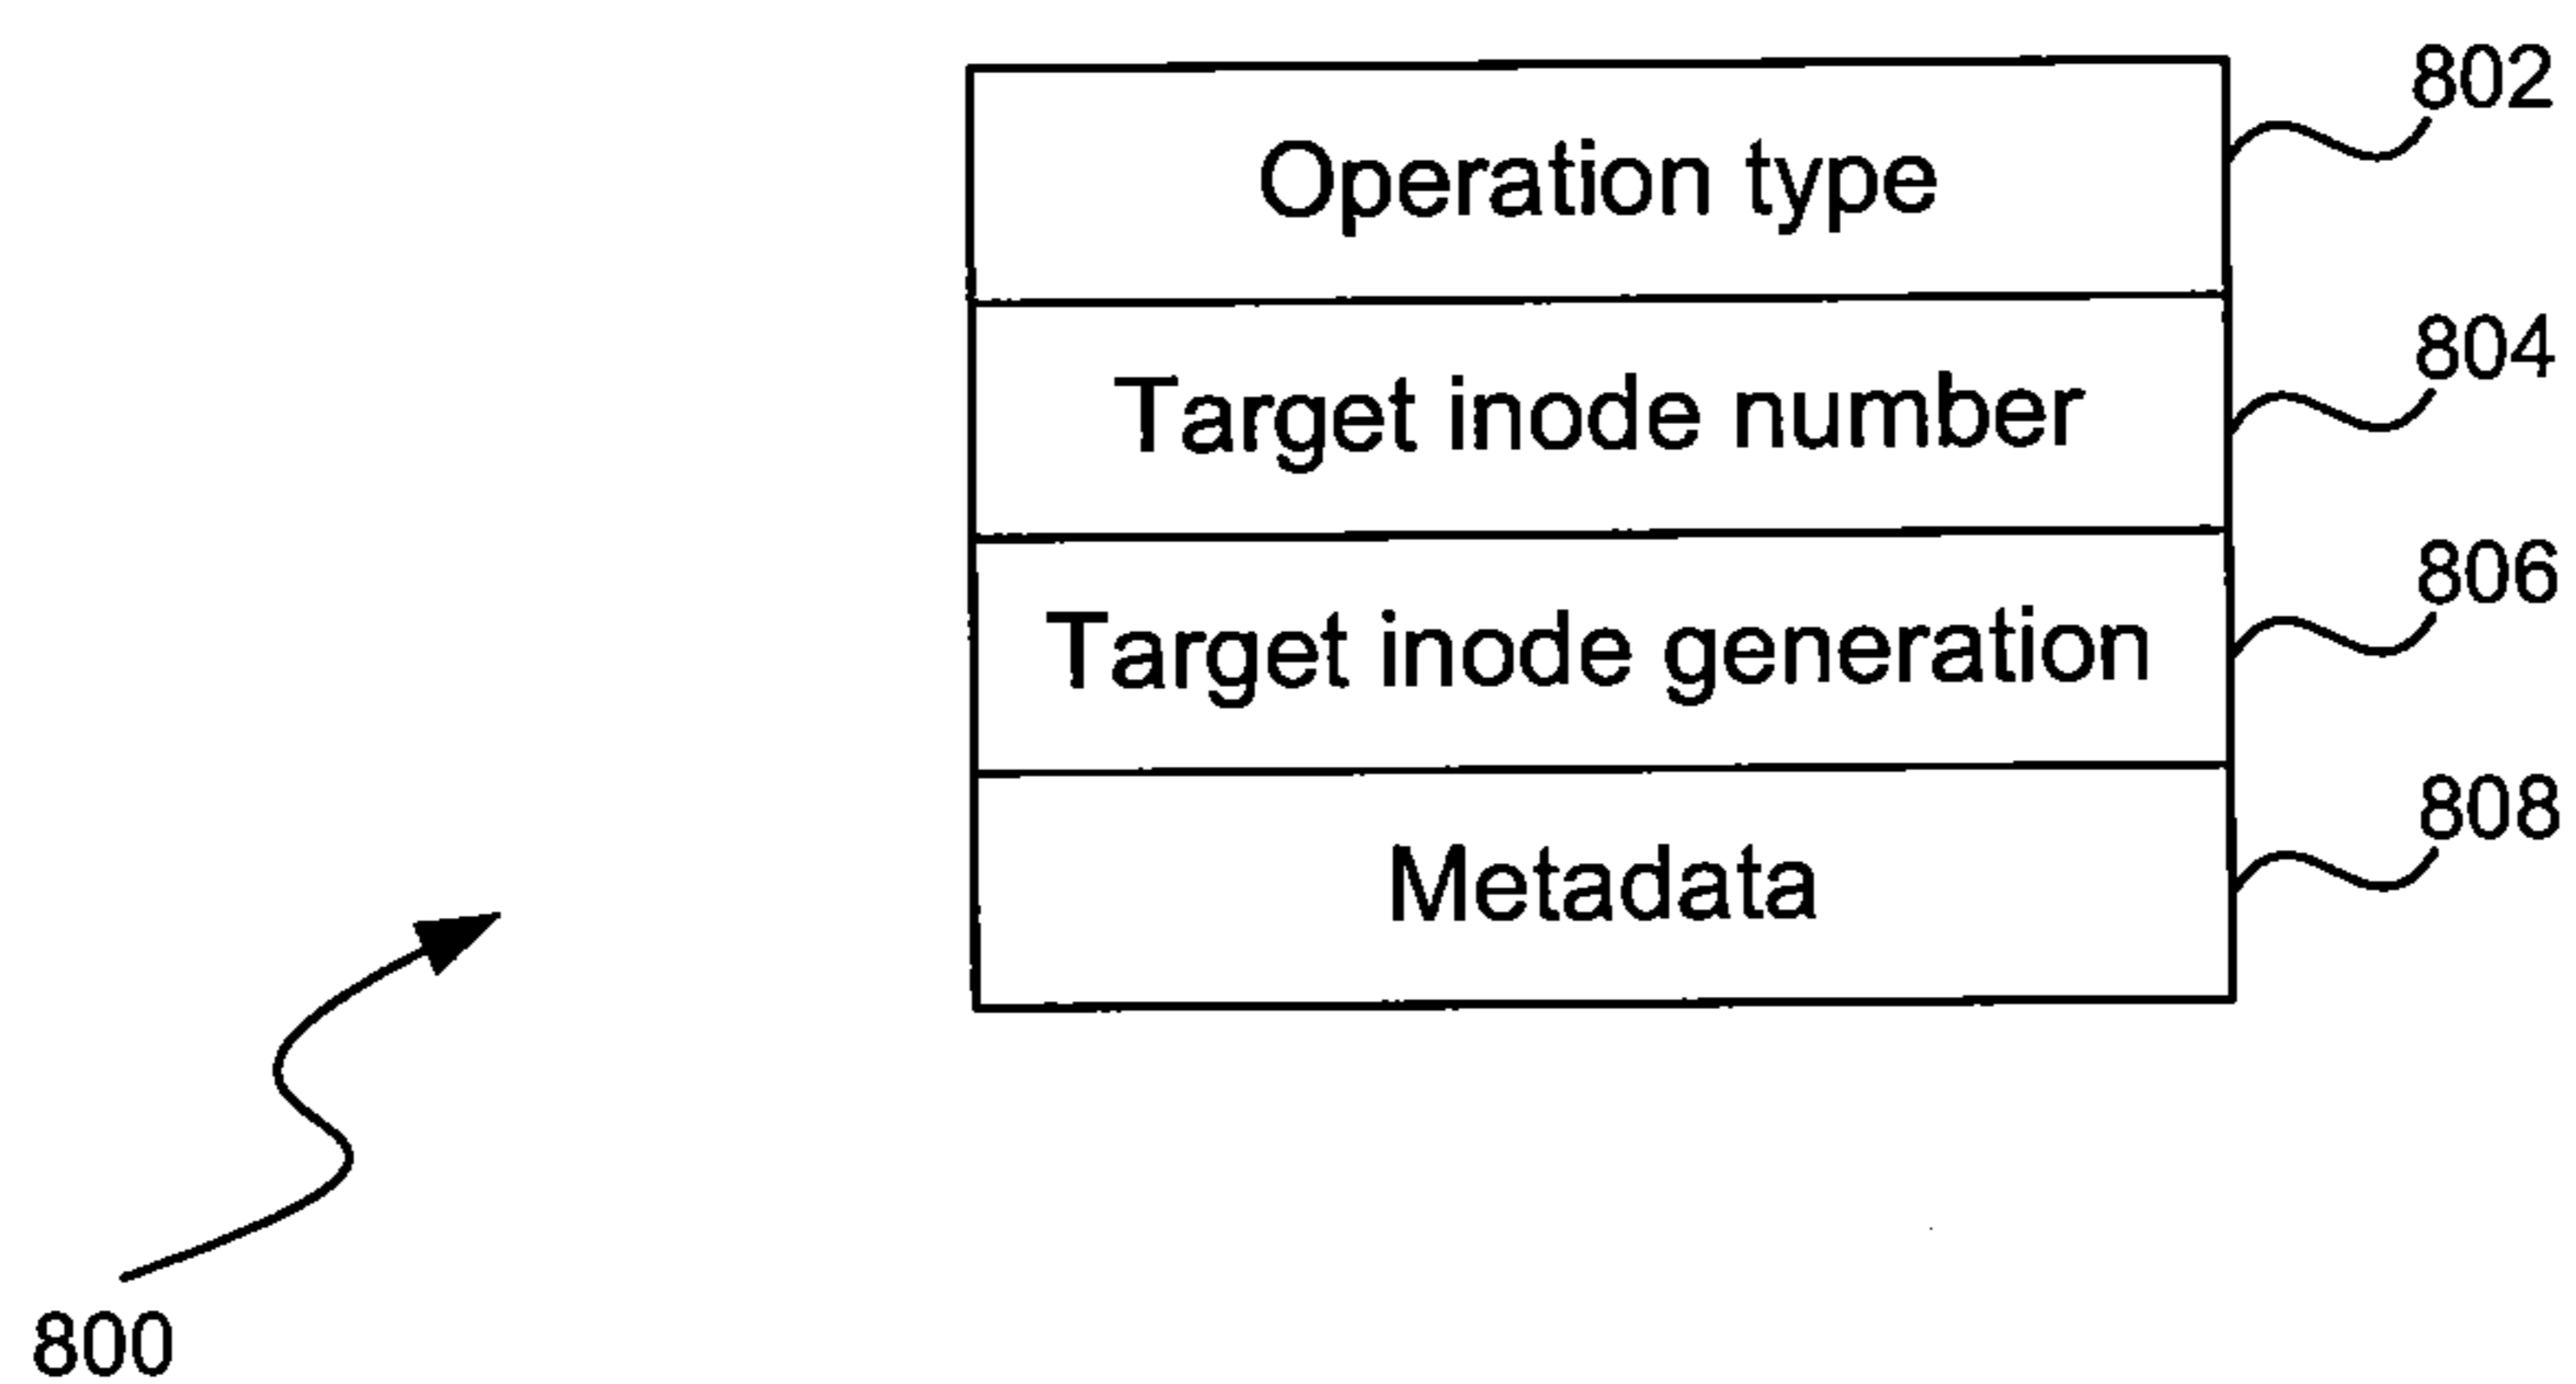 Operation type
802
Target inode number
804
Target inode generation
806
Metadata
808
800